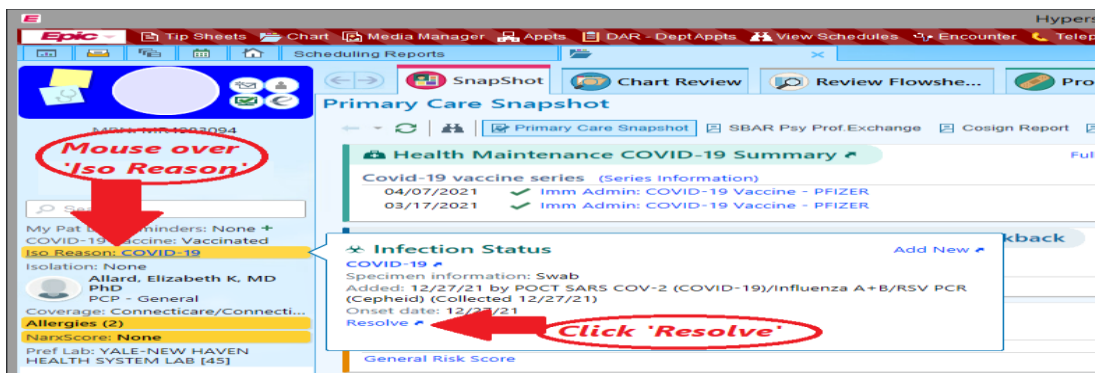 Hypers
Epic Tip Sheets Chart Media Manager Appts DAR - DeptAppts View Schedules Encounter Telep
Scheduling Reports
SnapShot Chart Review Review Flowshe... Pro
Primary Care Snapshot
Primary Care Snapshot SBAR Psy Prof.Exchange Cosign Report
Mouse over
'Iso Reason'
Health Maintenance COVID-19 Summary Ful
Covid-19 vaccine series (Series Information)
04/07/2021 Imm Admin: COVID-19 Vaccine - PFIZER
03/17/2021 Imm Admin: COVID-19 Vaccine - PFIZER
My Pat None +
COVID-19 Vaccinated
Iso Reason: COVID-19
Isolation: None
Allard, Elizabeth K, MD
PhD
PCP - General
Coverage: Connecticare/Connecti...
Allergies (2)
NarxScore: None
Pref Lab: YALE-NEW HAVEN
HEALTH SYSTEM LAB [45]
kback
Infection Status Add New
COVID-19
Specimen information: Swab
Added: 12/27/21 by POCT SARS COV-2 (COVID-19)/Influenza A+B/RSV PCR
(Cepheid) (Collected 12/27/21)
Onset date: 12/27/21
Resolve
Click 'Resolve'
General Risk Score